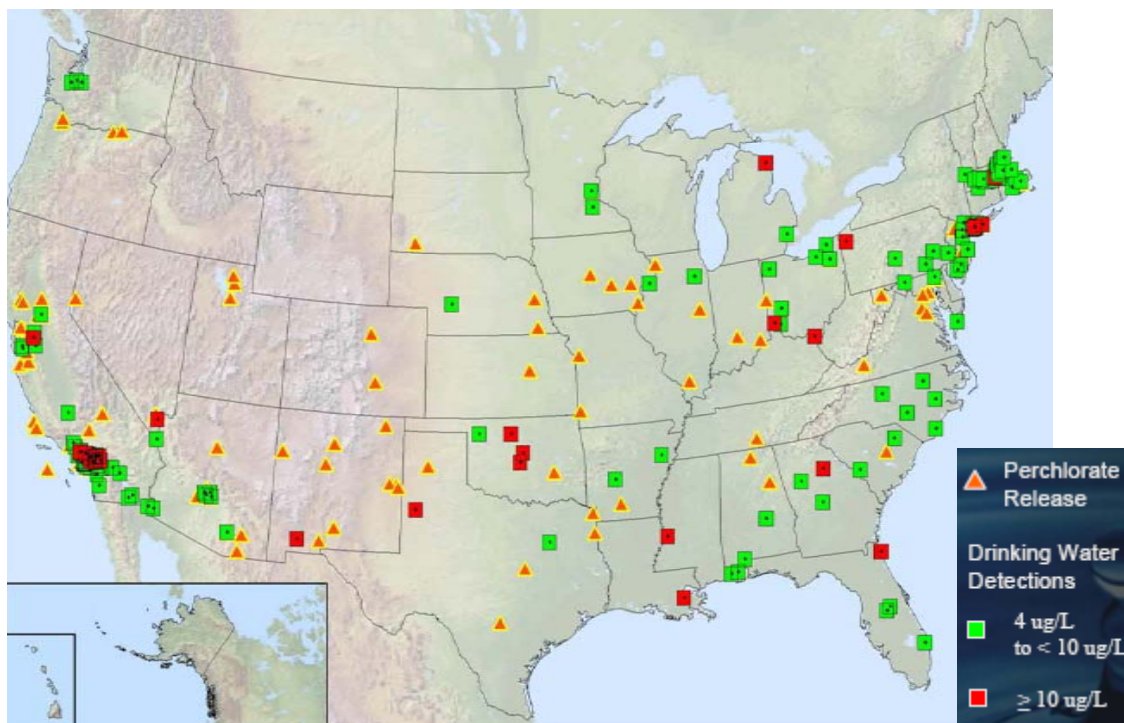 Perchlorate
Release
Drinking Water
Detections
4 ug/L
to < 10 ug/L
≥ 10 ug/L